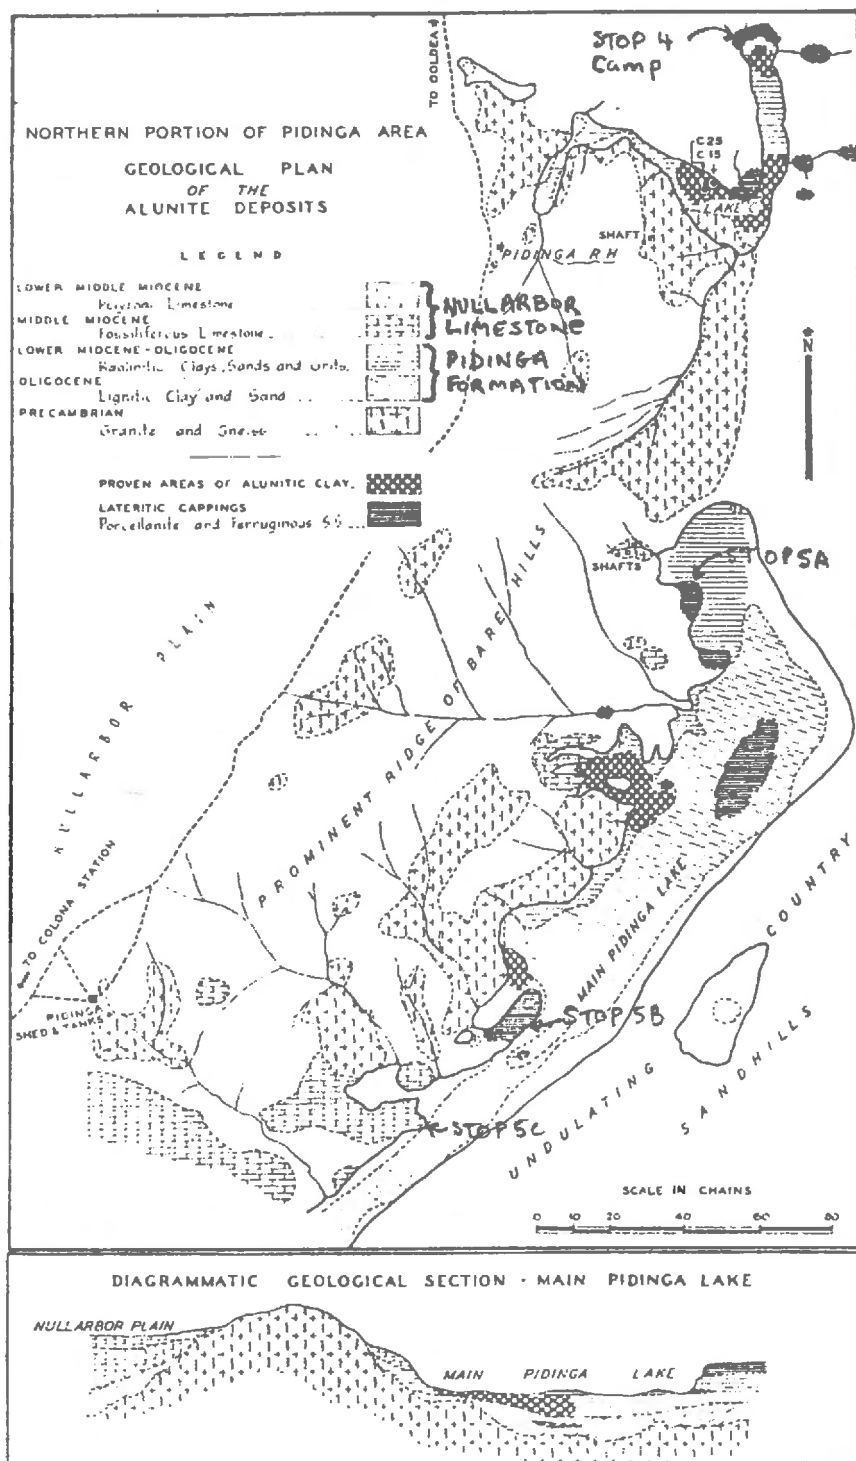 TO OOLDEA
STOP 4
Camp
NORTHERN PORTION OF PIDINGA AREA
GEOLOGICAL PLAN
OF THE
ALUNITE DEPOSITS
LEGEND
LOWER MIDDLE MIOCENE
Limestone
MIDDLE MIOCENE
Fossiliferous Limestone
LOWER MIOCENE-OLIGOCENE
Kaolinitic Clays, Sands and Grits
OLIGOCENE
Lignitic Clay and Sand
PRECAMBRIAN
Granite and Gneiss
NULLARBOR
LIMESTONE
PIDINGA
FORMATION
PROVEN AREAS OF ALUNITIC CLAY
LATERITIC CAPPINGS
Porcellanite and Ferruginous
C25
C15
LAKE
SHAFT
PIDINGA RH
N
SHAFTS
STOP 5A
NULLARBOR PLAIN
PROMINENT RIDGE OF BARE HILLS
TO COLONA STATION
PIDINGA
SHED & TANKS
MAIN PIDINGA LAKE
STOP 5B
STOP 5C
UNDULATING
SANDHILLS
COUNTRY
SCALE IN CHAINS
0 10 20 40 60 80
DIAGRAMMATIC GEOLOGICAL SECTION - MAIN PIDINGA LAKE
NULLARBOR PLAIN
MAIN PIDINGA LAKE